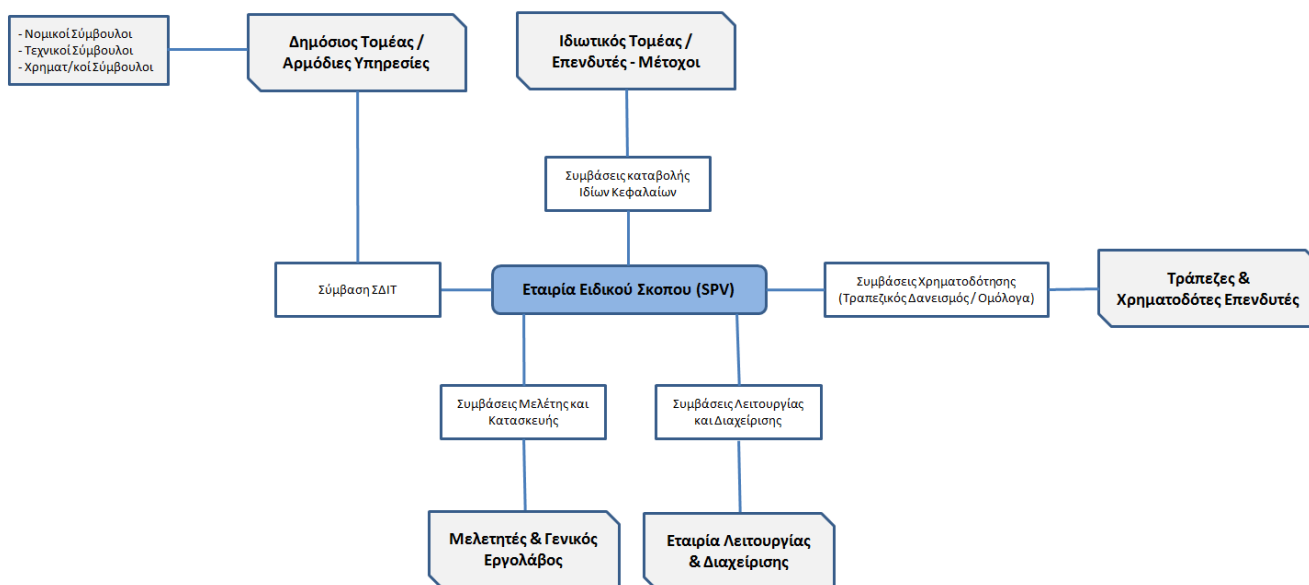 - Νομικοί Σύμβουλοι
- Τεχνικοί Σύμβουλοι
- Χρηματ/κοί Σύμβουλοι
Δημόσιος Τομέας /
Αρμόδιες Υπηρεσίες
Ιδιωτικός Τομέας /
Επενδυτές - Μέτοχοι
Συμβάσεις καταβολής
Ιδίων Κεφαλαίων
Σύμβαση ΣΔΙΤ
Εταιρία Ειδικού Σκοπου (SPV)
Συμβάσεις Χρηματοδότησης
(Τραπεζικός Δανεισμός / Ομόλογα)
Τράπεζες &
Χρηματοδότες Επενδυτές
Συμβάσεις Μελέτης και
Κατασκευής
Συμβάσεις Λειτουργίας
και Διαχείρισης
Μελετητές & Γενικός
Εργολάβος
Εταιρία Λειτουργίας
& Διαχείρισης